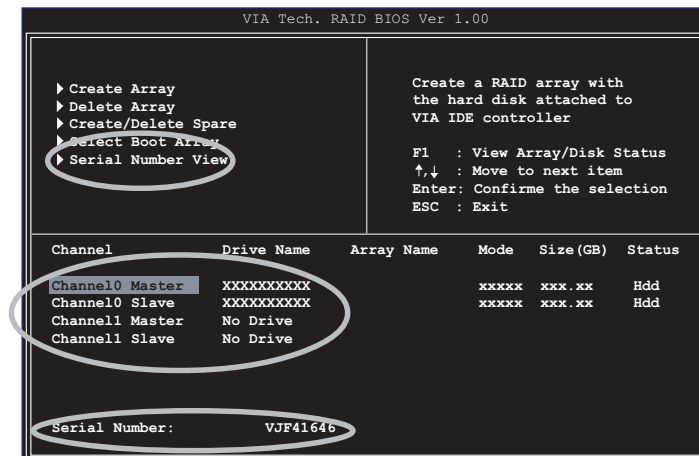 VIA Tech. RAID BIOS Ver 1.00
Create Array
Delete Array
Create/Delete Spare
Select Boot Array
Serial Number View
Create a RAID array with
the hard disk attached to
VIA IDE controller
F1 : View Array/Disk Status
↑,↓ : Move to next item
Enter: Confirme the selection
ESC : Exit
Channel Drive Name Array Name Mode Size(GB) Status
Channel0 Master XXXXXXXXXX xxxxx xxx.xx Hdd
Channel0 Slave XXXXXXXXXX xxxxx xxx.xx Hdd
Channel1 Master No Drive
Channel1 Slave No Drive
Serial Number: VJF41646